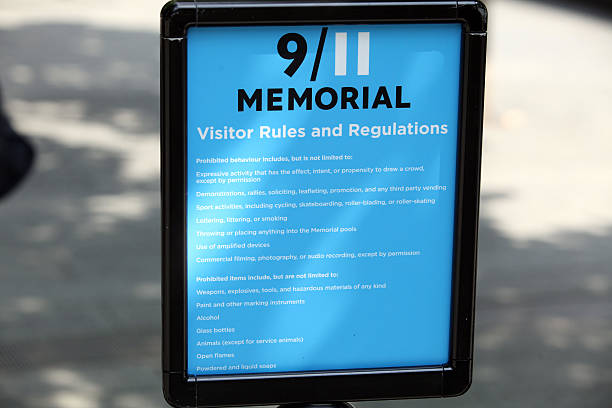 9/11
MEMORIAL
Visitor Rules and Regulations
Prohibited behaviour includes, but is not limited to:
Expressive activity that has the effect, intent, or propensity to draw a crowd,
except by permission
Demonstrations, rallies, soliciting, leafleting, promotion, and any third party vending
Sport activities, including cycling, skateboarding, roller-blading, or roller-skating
Loitering, littering, or smoking
Throwing or placing anything into the Memorial pools
Use of amplified devices
Commercial filming, photography, or audio recording, except by permission
Prohibited items include, but are not limited to:
Weapons, explosives, tools, and hazardous materials of any kind
Paint and other marking instruments
Alcohol
Glass bottles
Animals (except for service animals)
Open flames
Powdered and liquid soaps